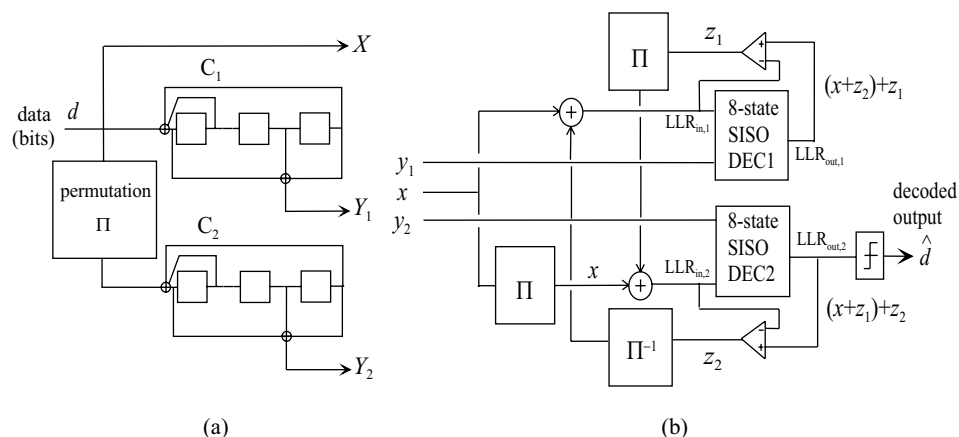 X
C₁
data
(bits)
d
permutation
Π
Y₁
C₂
Y₂
(a)
Π
z₁
+
−
(x+z₂)+z₁
+
LLRin,1
8-state
SISO
DEC1
LLRout,1
y₁
x
y₂
8-state
SISO
DEC2
LLRout,2
decoded
output
d̂
Π
x
+
LLRin,2
(x+z₁)+z₂
Π⁻¹
z₂
−
+
(b)